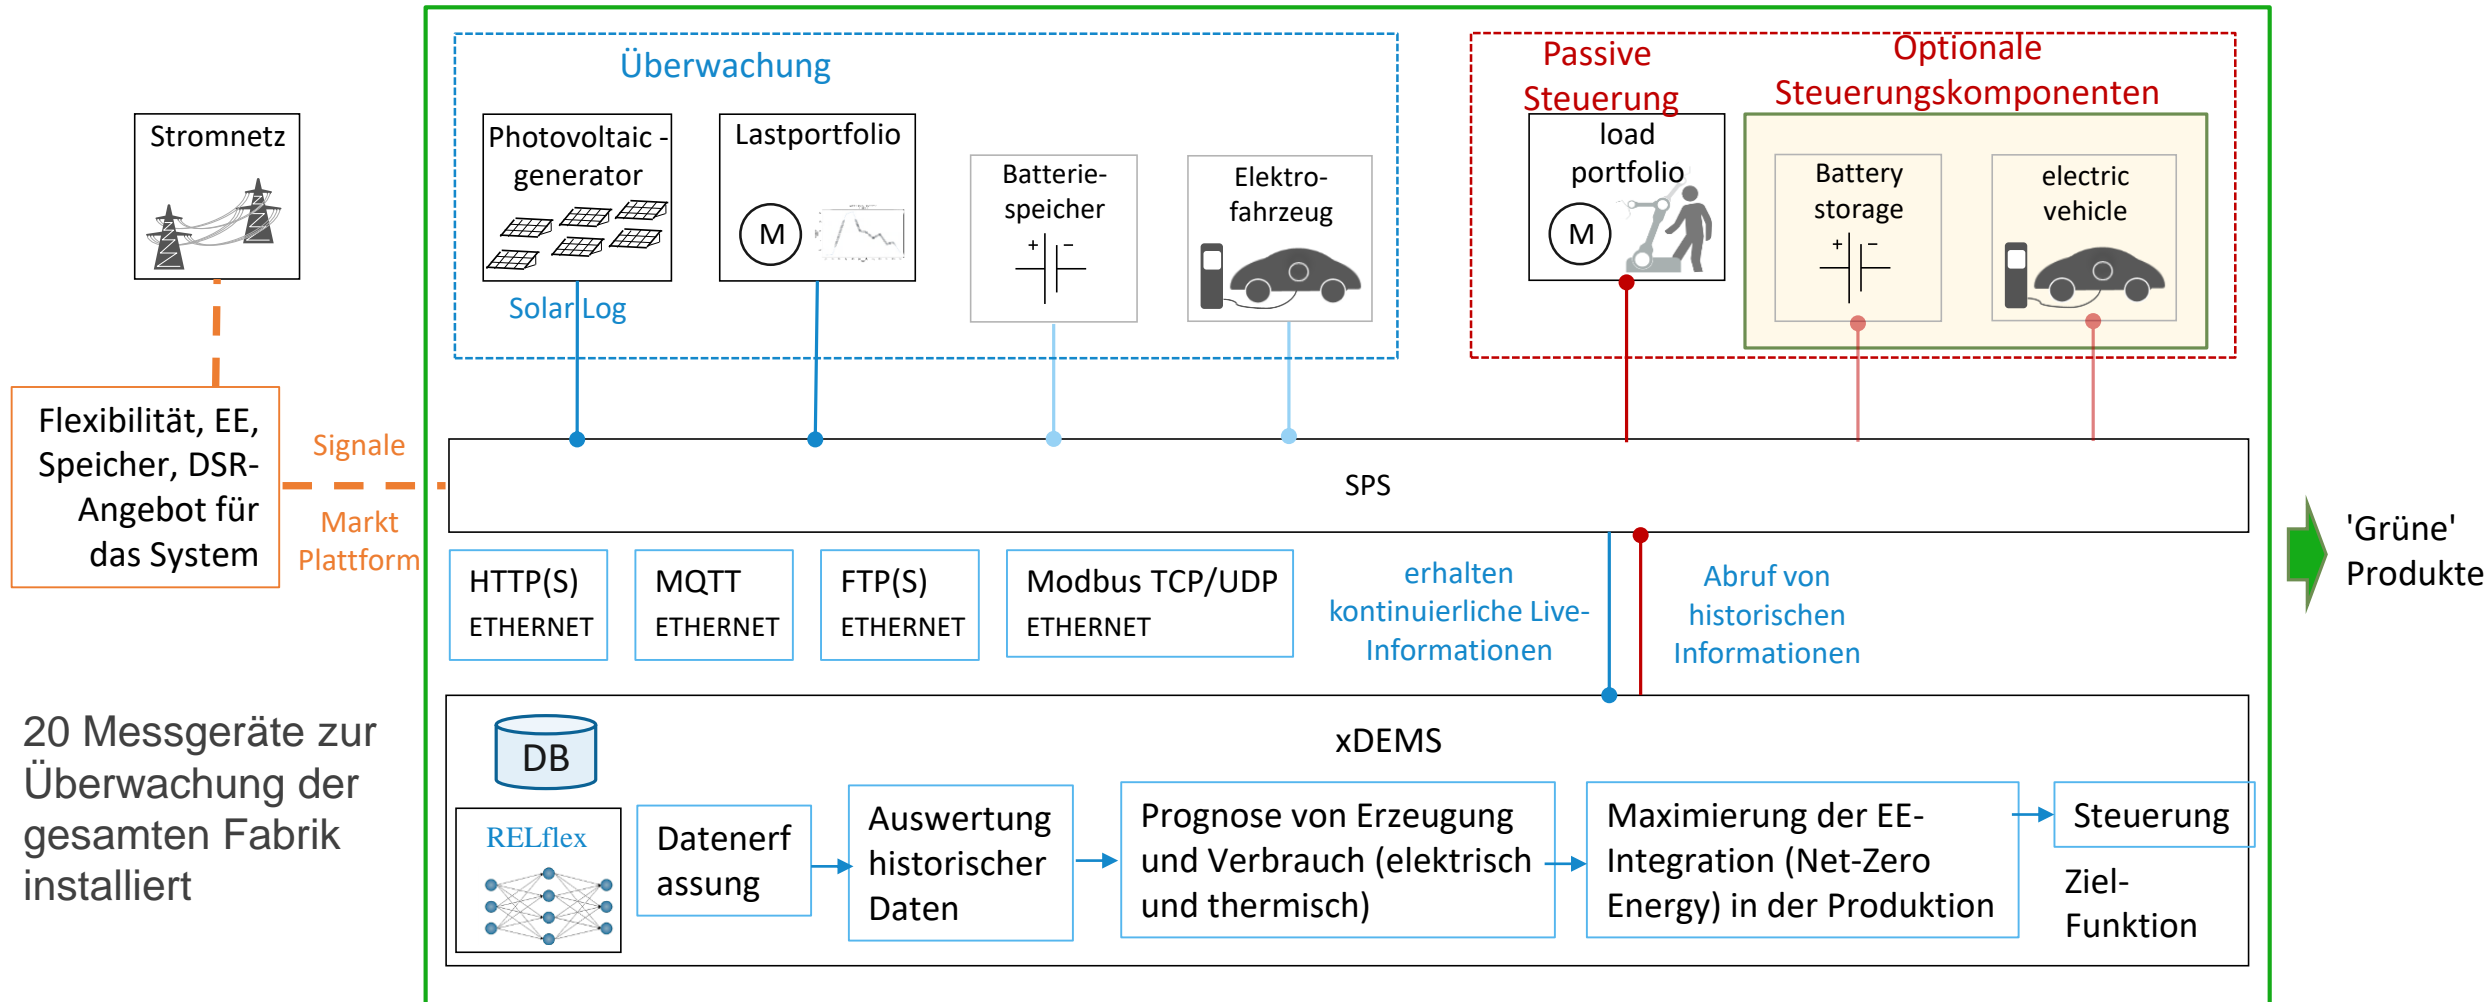 Überwachung
Passive
Steuerung
Optionale
Steuerungskomponenten
Stromnetz
Photovoltaic -
generator
Lastportfolio
M
Batterie-
speicher
+ −
Elektro-
fahrzeug
load
portfolio
M
Battery
storage
+ −
electric
vehicle
Solar Log
Flexibilität, EE,
Speicher, DSR-
Angebot für
das System
Signale
Markt
Plattform
SPS
HTTP(S)
ETHERNET
MQTT
ETHERNET
FTP(S)
ETHERNET
Modbus TCP/UDP
ETHERNET
erhalten
kontinuierliche Live-
Informationen
Abruf von
historischen
Informationen
'Grüne'
Produkte
20 Messgeräte zur
Überwachung der
gesamten Fabrik
installiert
DB
xDEMS
RELflex
Datenerf
assung
Auswertung
historischer
Daten
Prognose von Erzeugung
und Verbrauch (elektrisch
und thermisch)
Maximierung der EE-
Integration (Net-Zero
Energy) in der Produktion
Steuerung
Ziel-
Funktion